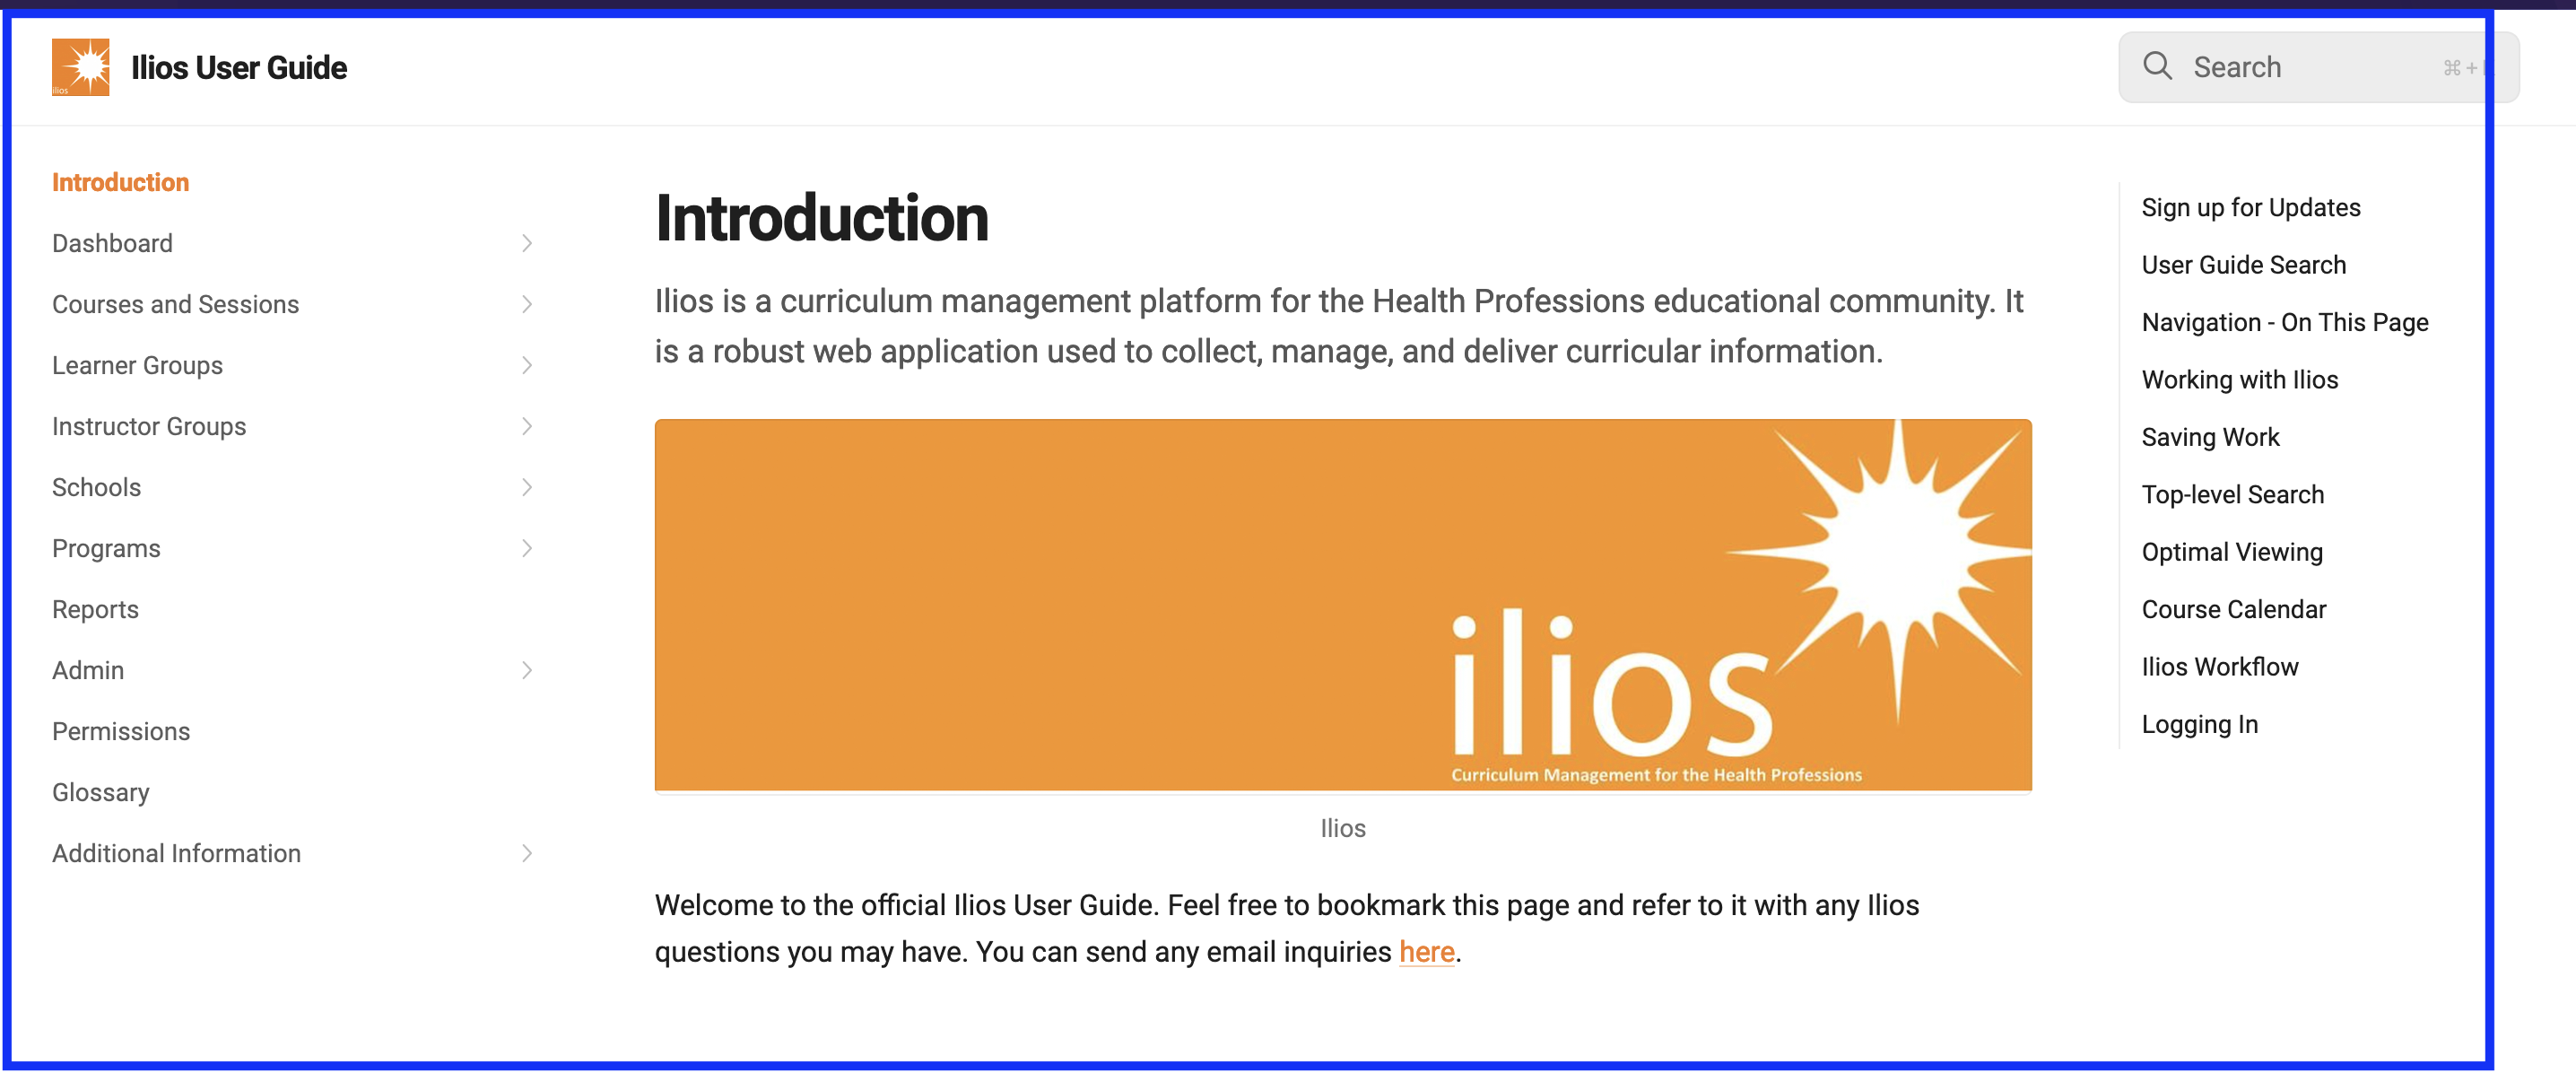 ilios
Ilios User Guide
Search
⌘ +
Introduction
Dashboard
Courses and Sessions
Learner Groups
Instructor Groups
Schools
Programs
Reports
Admin
Permissions
Glossary
Additional Information
Introduction
Ilios is a curriculum management platform for the Health Professions educational community. It
is a robust web application used to collect, manage, and deliver curricular information.
ilios
Curriculum Management for the Health Professions
Ilios
Welcome to the official Ilios User Guide. Feel free to bookmark this page and refer to it with any Ilios
questions you may have. You can send any email inquiries here.
Sign up for Updates
User Guide Search
Navigation - On This Page
Working with Ilios
Saving Work
Top-level Search
Optimal Viewing
Course Calendar
Ilios Workflow
Logging In